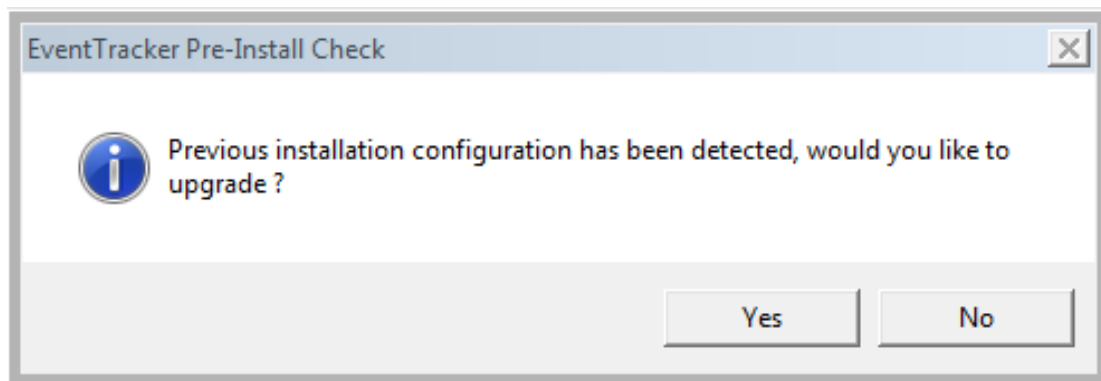 EventTracker Pre-Install Check
Previous installation configuration has been detected, would you like to
upgrade ?
Yes
No